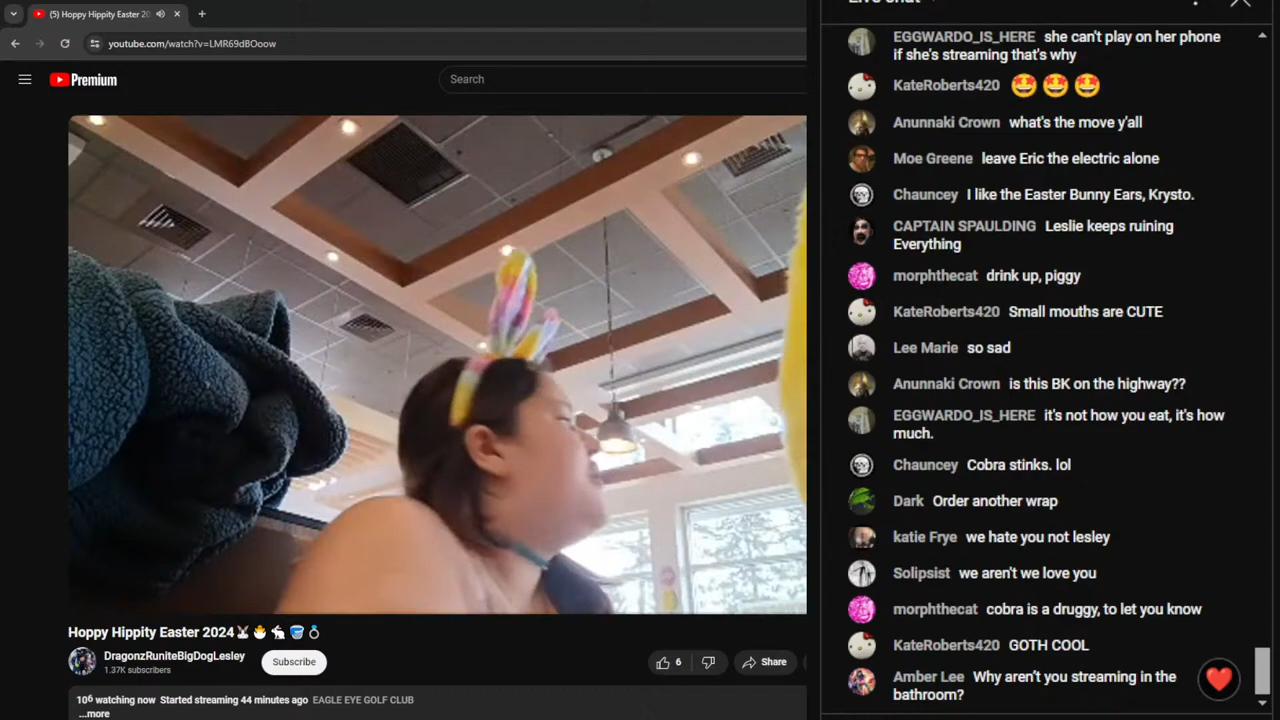 (5) Hoppy Hippity Easter 20
youtube.com/watch?v=LMR69dBOoow
Premium
Search
Hoppy Hippity Easter 2024
DragonzRuniteBigDogLesley
1.37K subscribers
Subscribe
6
Share
106 watching now Started streaming 44 minutes ago EAGLE EYE GOLF CLUB
...more
Live chat
EGGWARDO_IS_HERE she can't play on her phone
if she's streaming that's why
KateRoberts420
Anunnaki Crown what's the move y'all
Moe Greene leave Eric the electric alone
Chauncey I like the Easter Bunny Ears, Krysto.
CAPTAIN SPAULDING Leslie keeps ruining
Everything
morphthecat drink up, piggy
KateRoberts420 Small mouths are CUTE
Lee Marie so sad
Anunnaki Crown is this BK on the highway??
EGGWARDO_IS_HERE it's not how you eat, it's how
much.
Chauncey Cobra stinks. lol
Dark Order another wrap
katie Frye we hate you not lesley
Solipsist we aren't we love you
morphthecat cobra is a druggy, to let you know
KateRoberts420 GOTH COOL
Amber Lee Why aren't you streaming in the
bathroom?